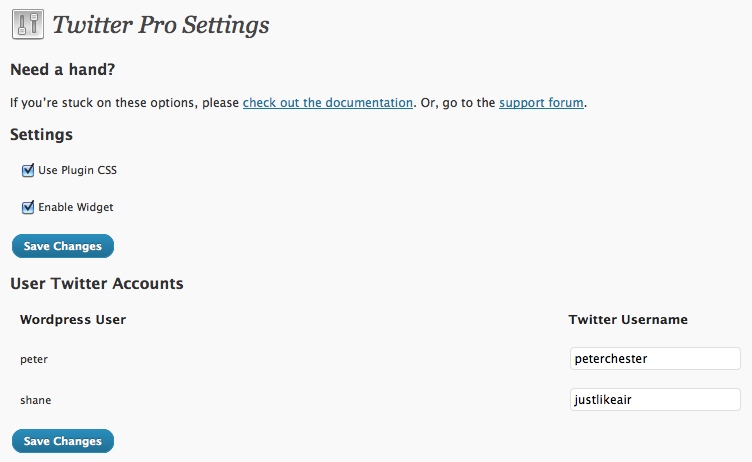 Twitter Pro Settings
Need a hand?
If you're stuck on these options, please check out the documentation. Or, go to the support forum.
Settings
Use Plugin CSS
Enable Widget
Save Changes
User Twitter Accounts
Wordpress User Twitter Username
peter peterchester
shane justlikeair
Save Changes